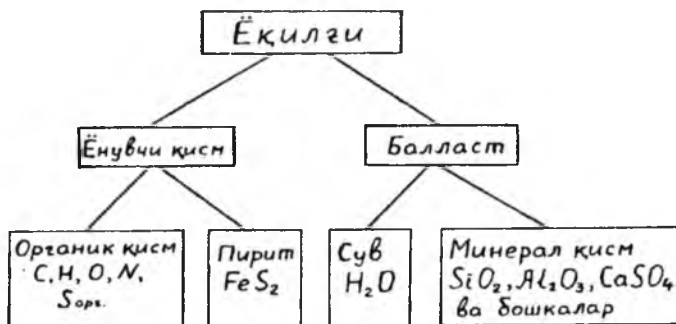 Ёқилғи
Ёнувчи қисм
Балласт
Органик қисм
C, H, O, N,
Sорг.
Пирит
FeS₂
Сув
H₂O
Минерал қисм
SiO₂, Al₂O₃, CaSO₄
ва бошкалар